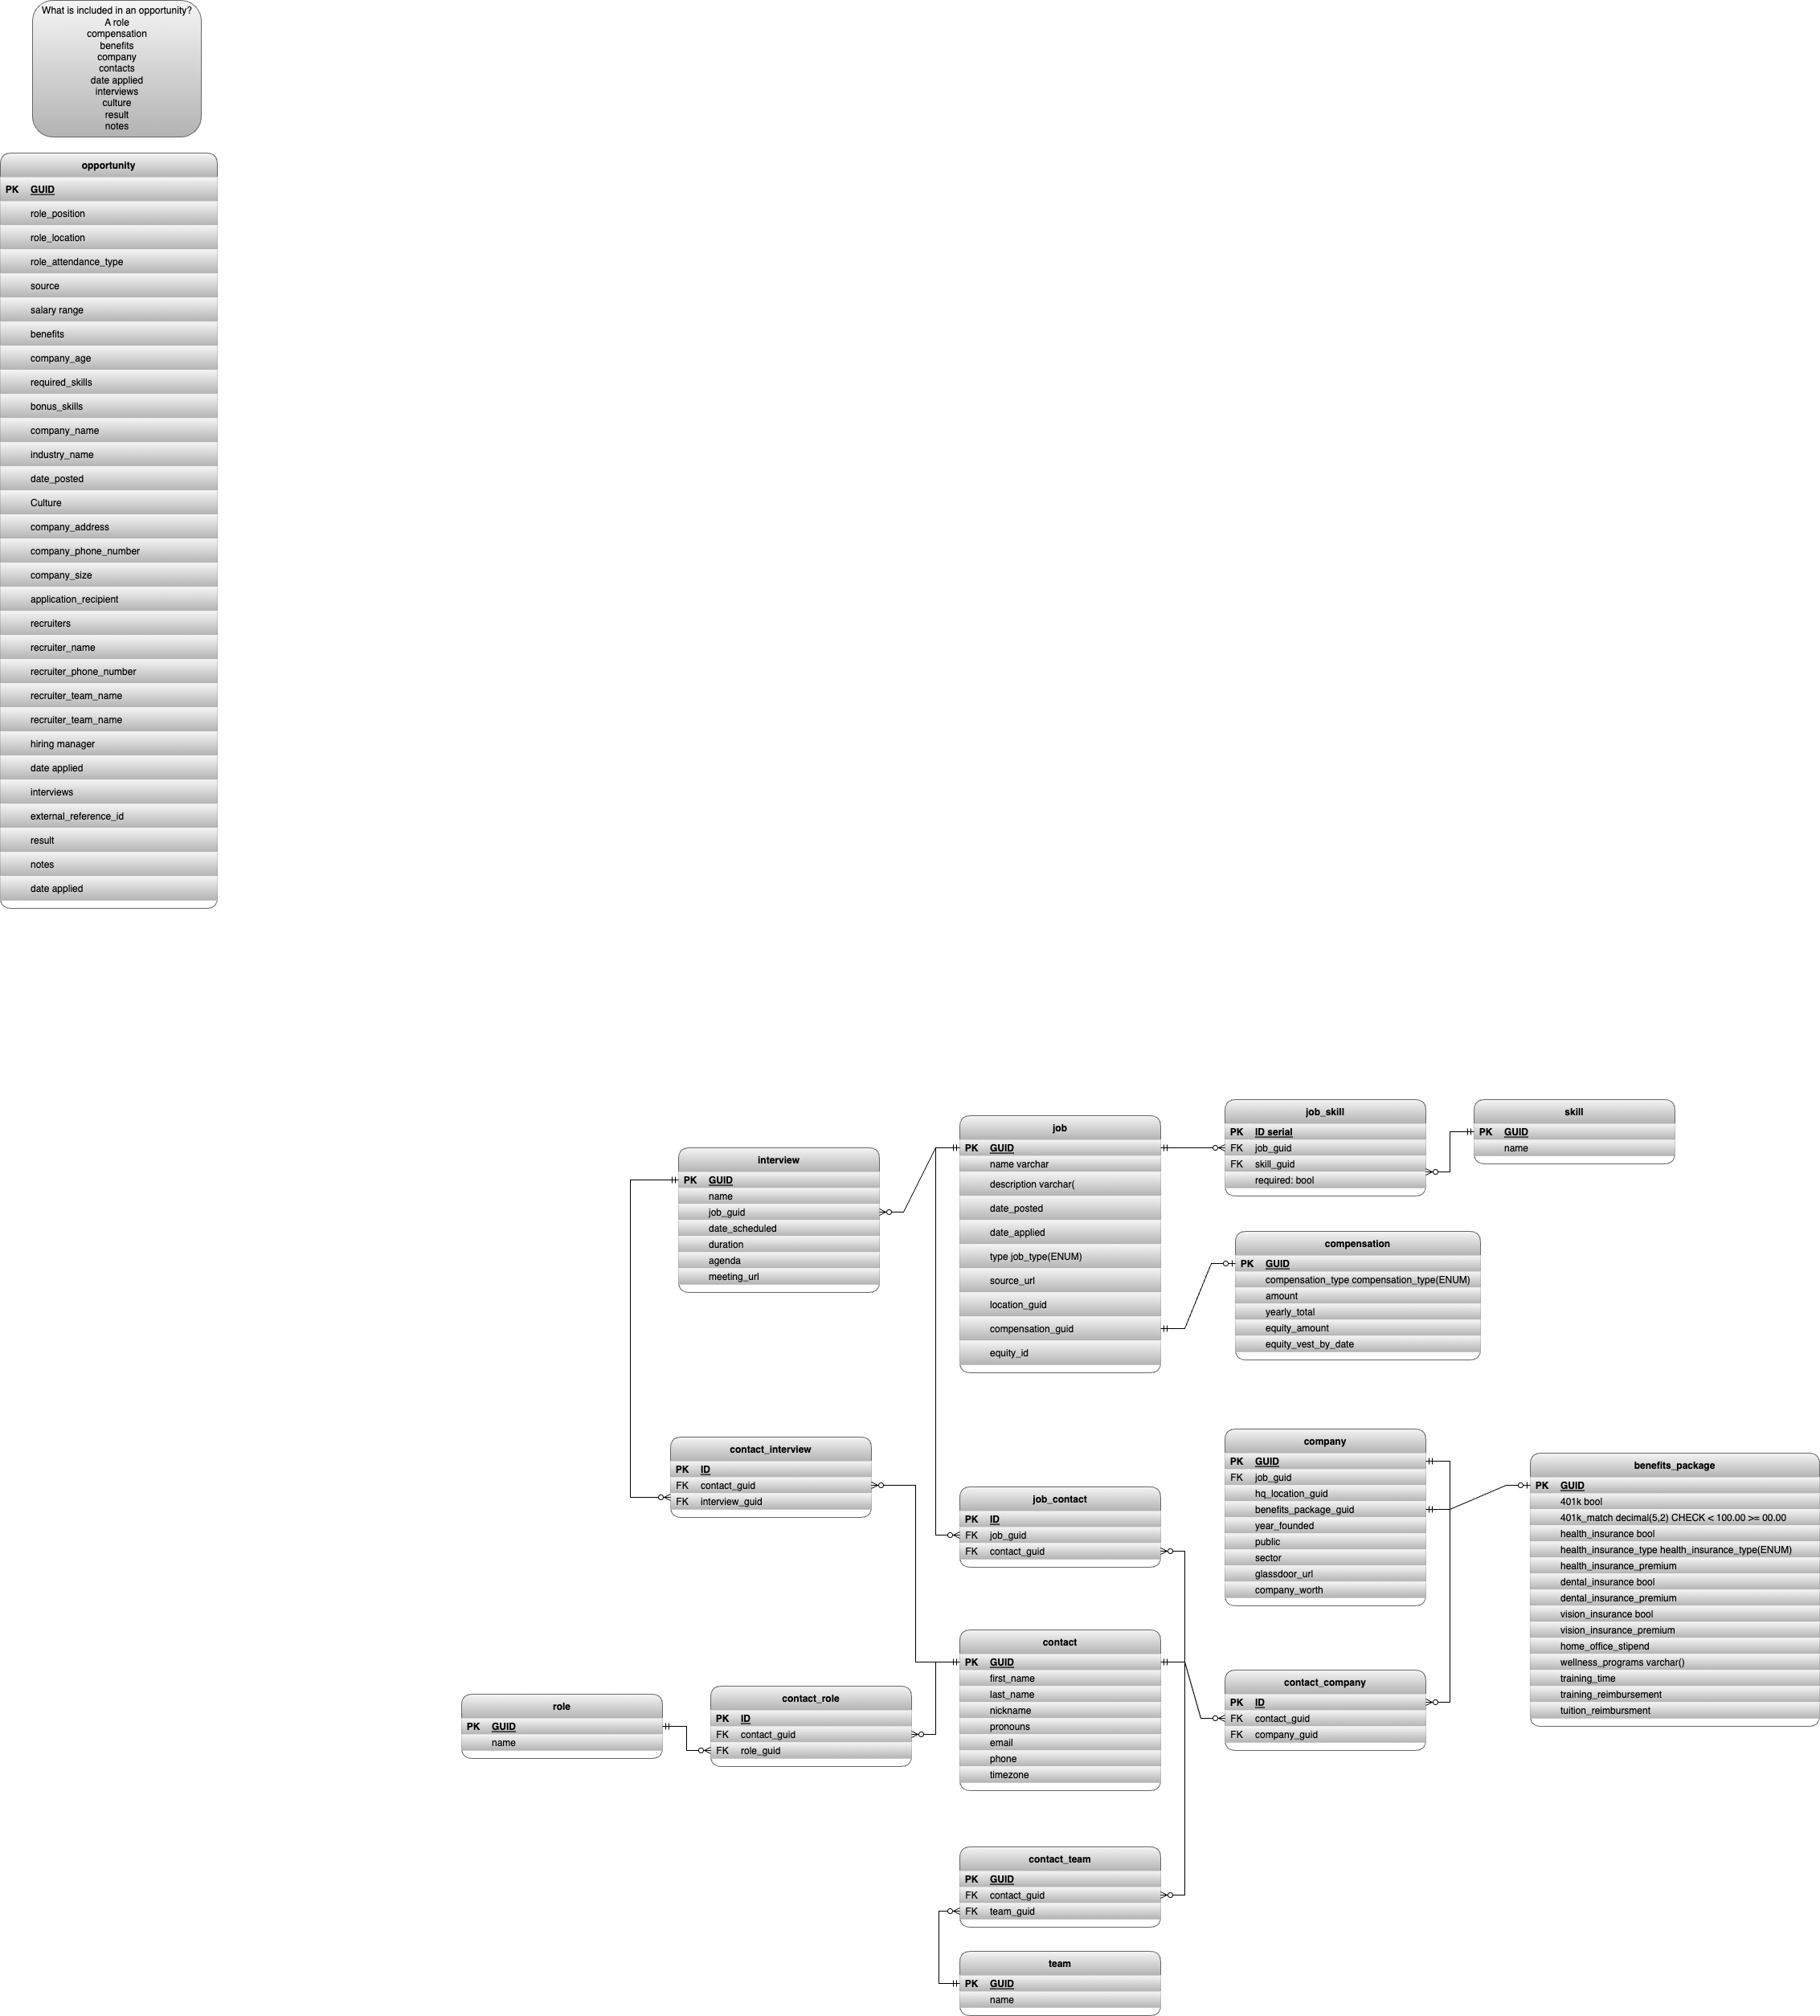 What is included in an opportunity?
A role
compensation
benefits
company
contacts
date applied
interviews
culture
result
notes
opportunity
PK GUID
role_position
role_location
role_attendance_type
source
salary range
benefits
company_age
required_skills
bonus_skills
company_name
industry_name
date_posted
Culture
company_address
company_phone_number
company_size
application_recipient
recruiters
recruiter_name
recruiter_phone_number
recruiter_team_name
recruiter_team_name
hiring manager
date applied
interviews
external_reference_id
result
notes
date applied
interview
PK GUID
name
job_guid
date_scheduled
duration
agenda
meeting_url
job
PK GUID
name varchar
description varchar(
date_posted
date_applied
type job_type(ENUM)
source_url
location_guid
compensation_guid
equity_id
job_skill
PK ID serial
FK job_guid
FK skill_guid
required: bool
skill
PK GUID
name
compensation
PK GUID
compensation_type compensation_type(ENUM)
amount
yearly_total
equity_amount
equity_vest_by_date
contact_interview
PK ID
FK contact_guid
FK interview_guid
job_contact
PK ID
FK job_guid
FK contact_guid
company
PK GUID
FK job_guid
hq_location_guid
benefits_package_guid
year_founded
public
sector
glassdoor_url
company_worth
benefits_package
PK GUID
401k bool
401k_match decimal(5,2) CHECK < 100.00 >= 00.00
health_insurance bool
health_insurance_type health_insurance_type(ENUM)
health_insurance_premium
dental_insurance bool
dental_insurance_premium
vision_insurance bool
vision_insurance_premium
home_office_stipend
wellness_programs varchar()
training_time
training_reimbursement
tuition_reimbursment
role
PK GUID
name
contact_role
PK ID
FK contact_guid
FK role_guid
contact
PK GUID
first_name
last_name
nickname
pronouns
email
phone
timezone
contact_company
PK ID
FK contact_guid
FK company_guid
contact_team
PK GUID
FK contact_guid
FK team_guid
team
PK GUID
name